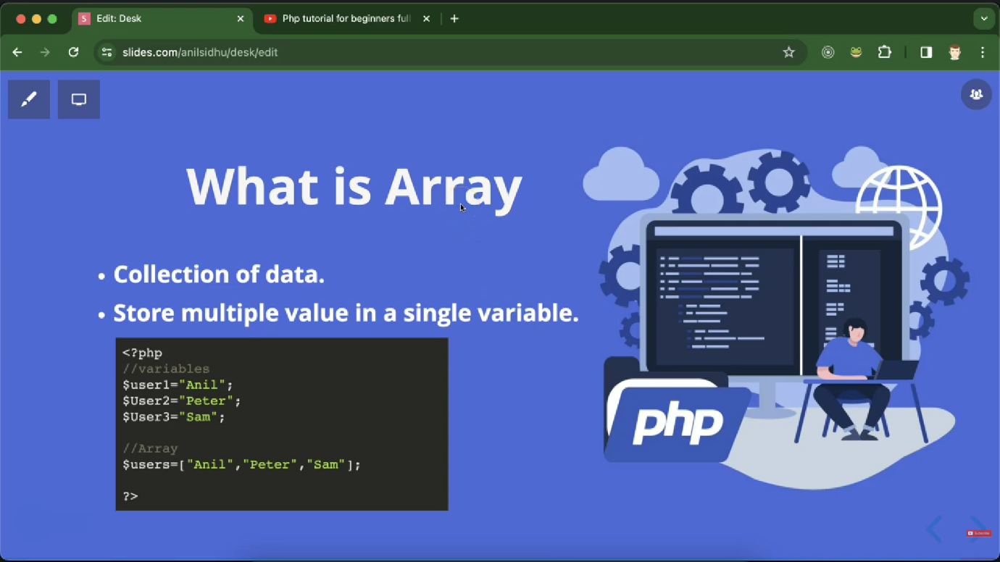 S Edit: Desk
Php tutorial for beginners full
slides.com/anilsidhu/desk/edit
What is Array
• Collection of data.
• Store multiple value in a single variable.
<?php
//variables
$user1="Anil";
$User2="Peter";
$User3="Sam";
//Array
$users=["Anil","Peter","Sam"];
?>
php
Subscribe